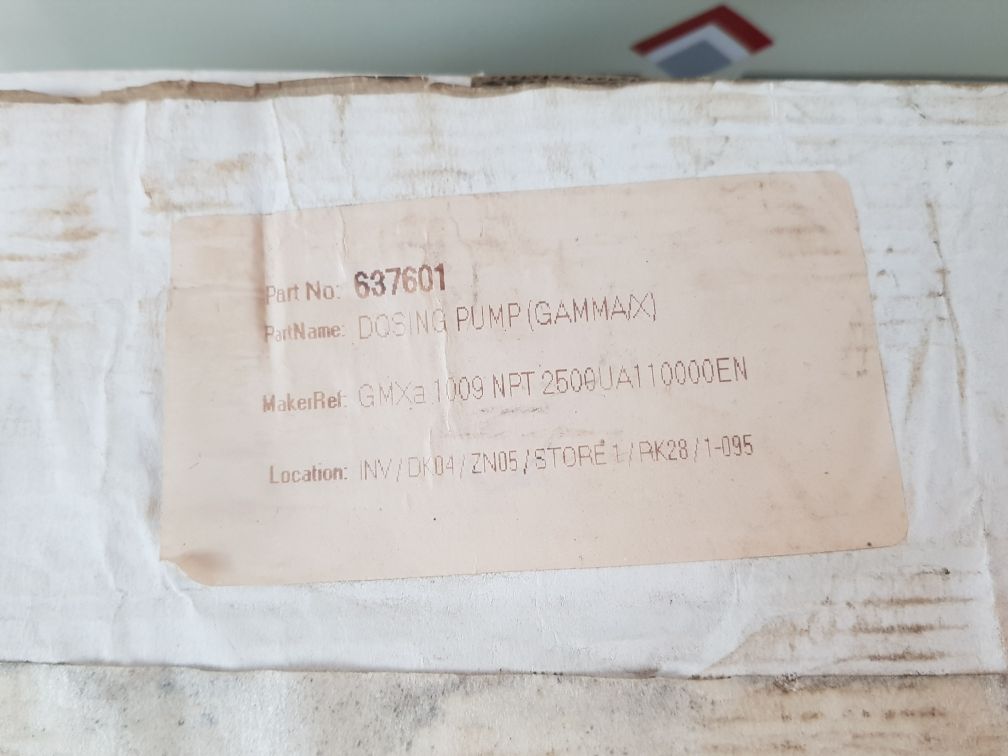 Part No: 637601
PartName: DOSING PUMP (GAMMA/X)
MakerRef: GMXa 1009 NPT 2500UA110000EN
Location: INV / DK04 / ZN05 / STORE 1 / RK28 / 1-095